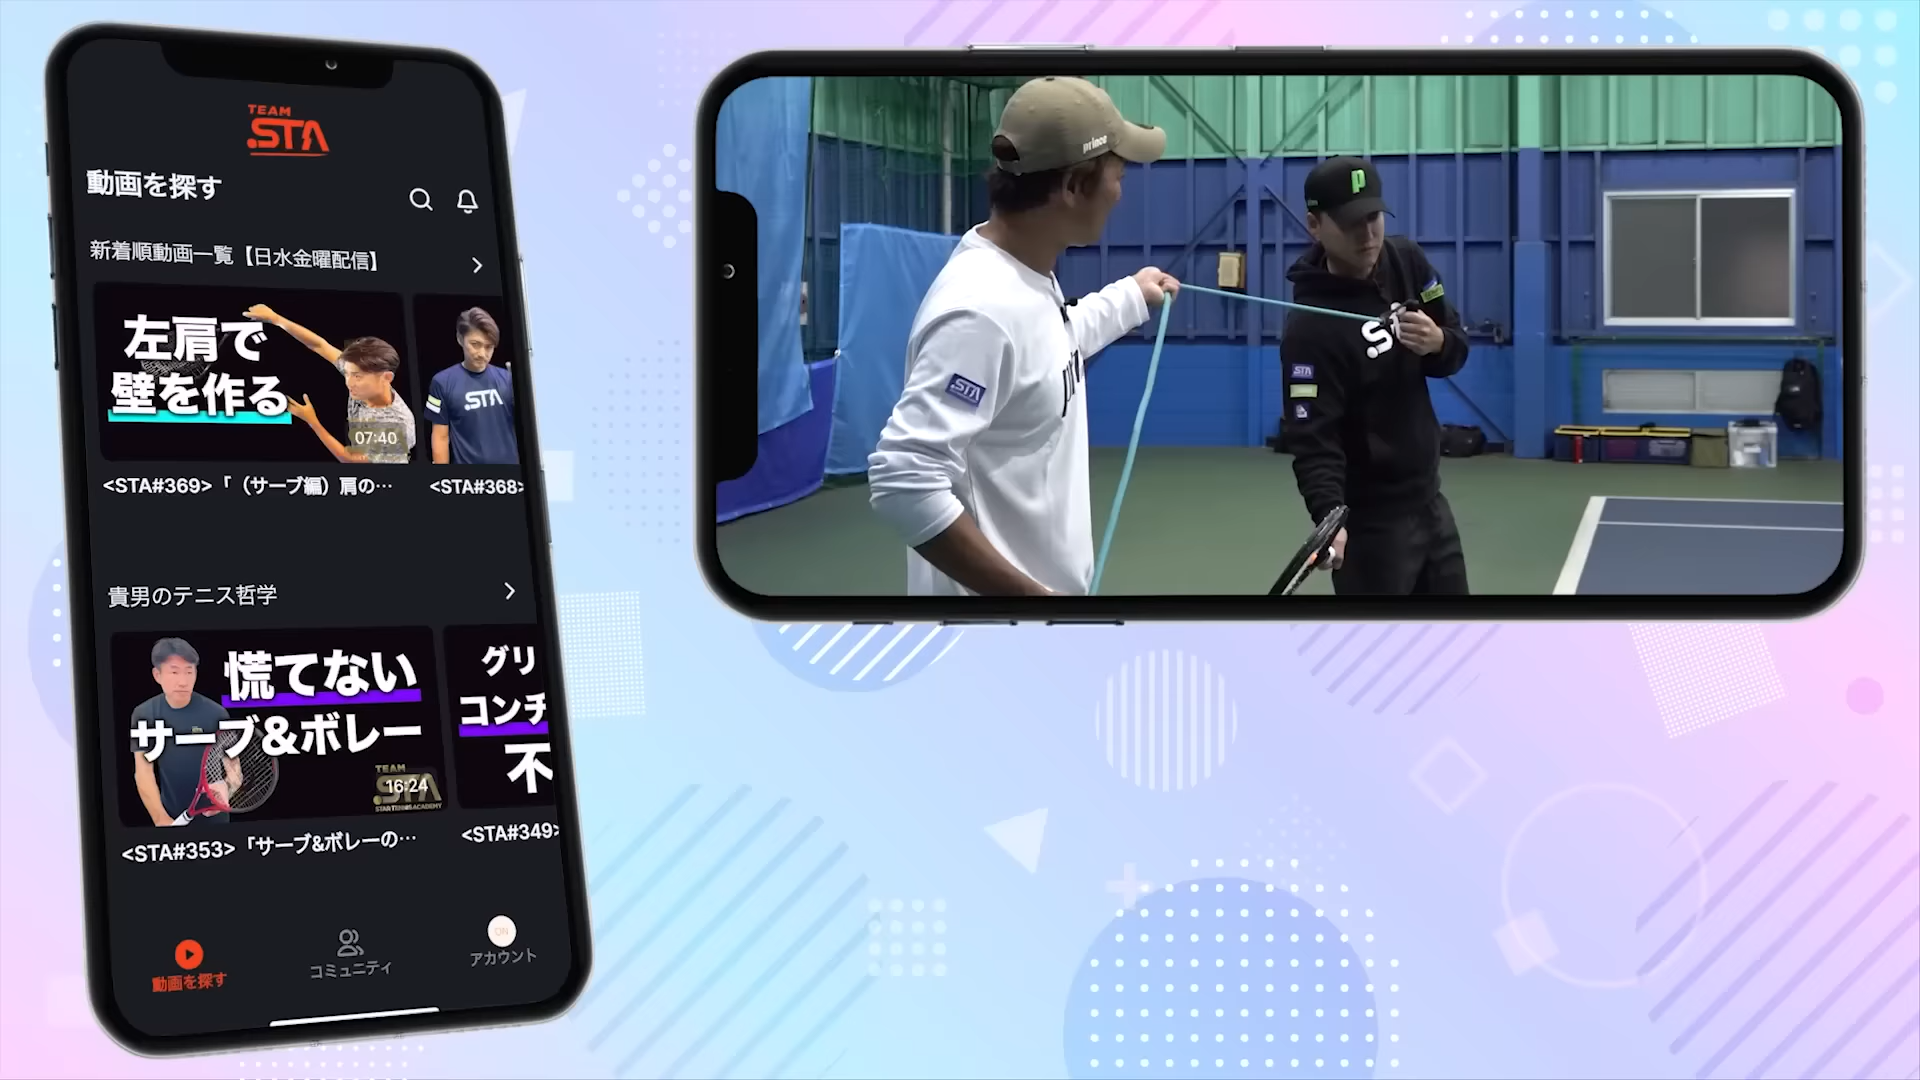 TEAM
.STA
動画を探す
新着順動画一覧【日水金曜配信】
左肩で
壁を作る
07:40
.STA
<STA#369>「（サーブ編）肩の…
<STA#368>
貴男のテニス哲学
慌てない
サーブ&ボレー
TEAM
STA
16:24
START TENNIS ACADEMY
グリ
コンチ
不
<STA#353>「サーブ&ボレーの…
<STA#349>
動画を探す
コミュニティ
ON
アカウント
prince
P
.STA
STA